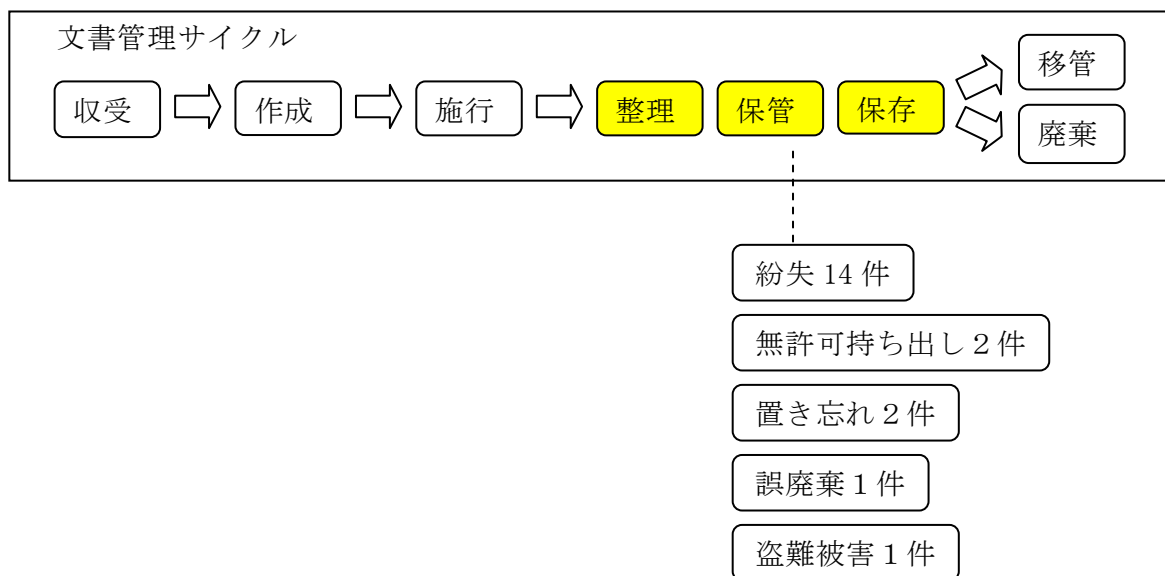 文書管理サイクル
収受
作成
施行
整理
保管
保存
移管
廃棄
紛失 14 件
無許可持ち出し２件
置き忘れ２件
誤廃棄１件
盗難被害１件